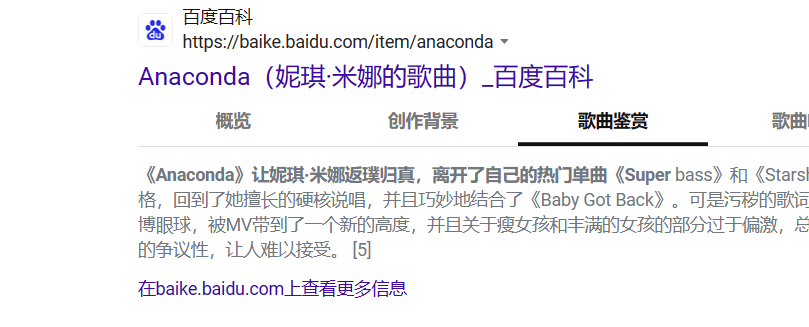 百度百科
https://baike.baidu.com/item/anaconda
Anaconda（妮琪·米娜的歌曲）_百度百科
概览 创作背景 歌曲鉴赏 歌曲
《Anaconda》让妮琪·米娜返璞归真，离开了自己的热门单曲《Super bass》和《Starsh
格，回到了她擅长的硬核说唱，并且巧妙地结合了《Baby Got Back》。可是污秽的歌词
博眼球，被MV带到了一个新的高度，并且关于瘦女孩和丰满的女孩的部分过于偏激，总
的争议性，让人难以接受。 [5]
在baike.baidu.com上查看更多信息